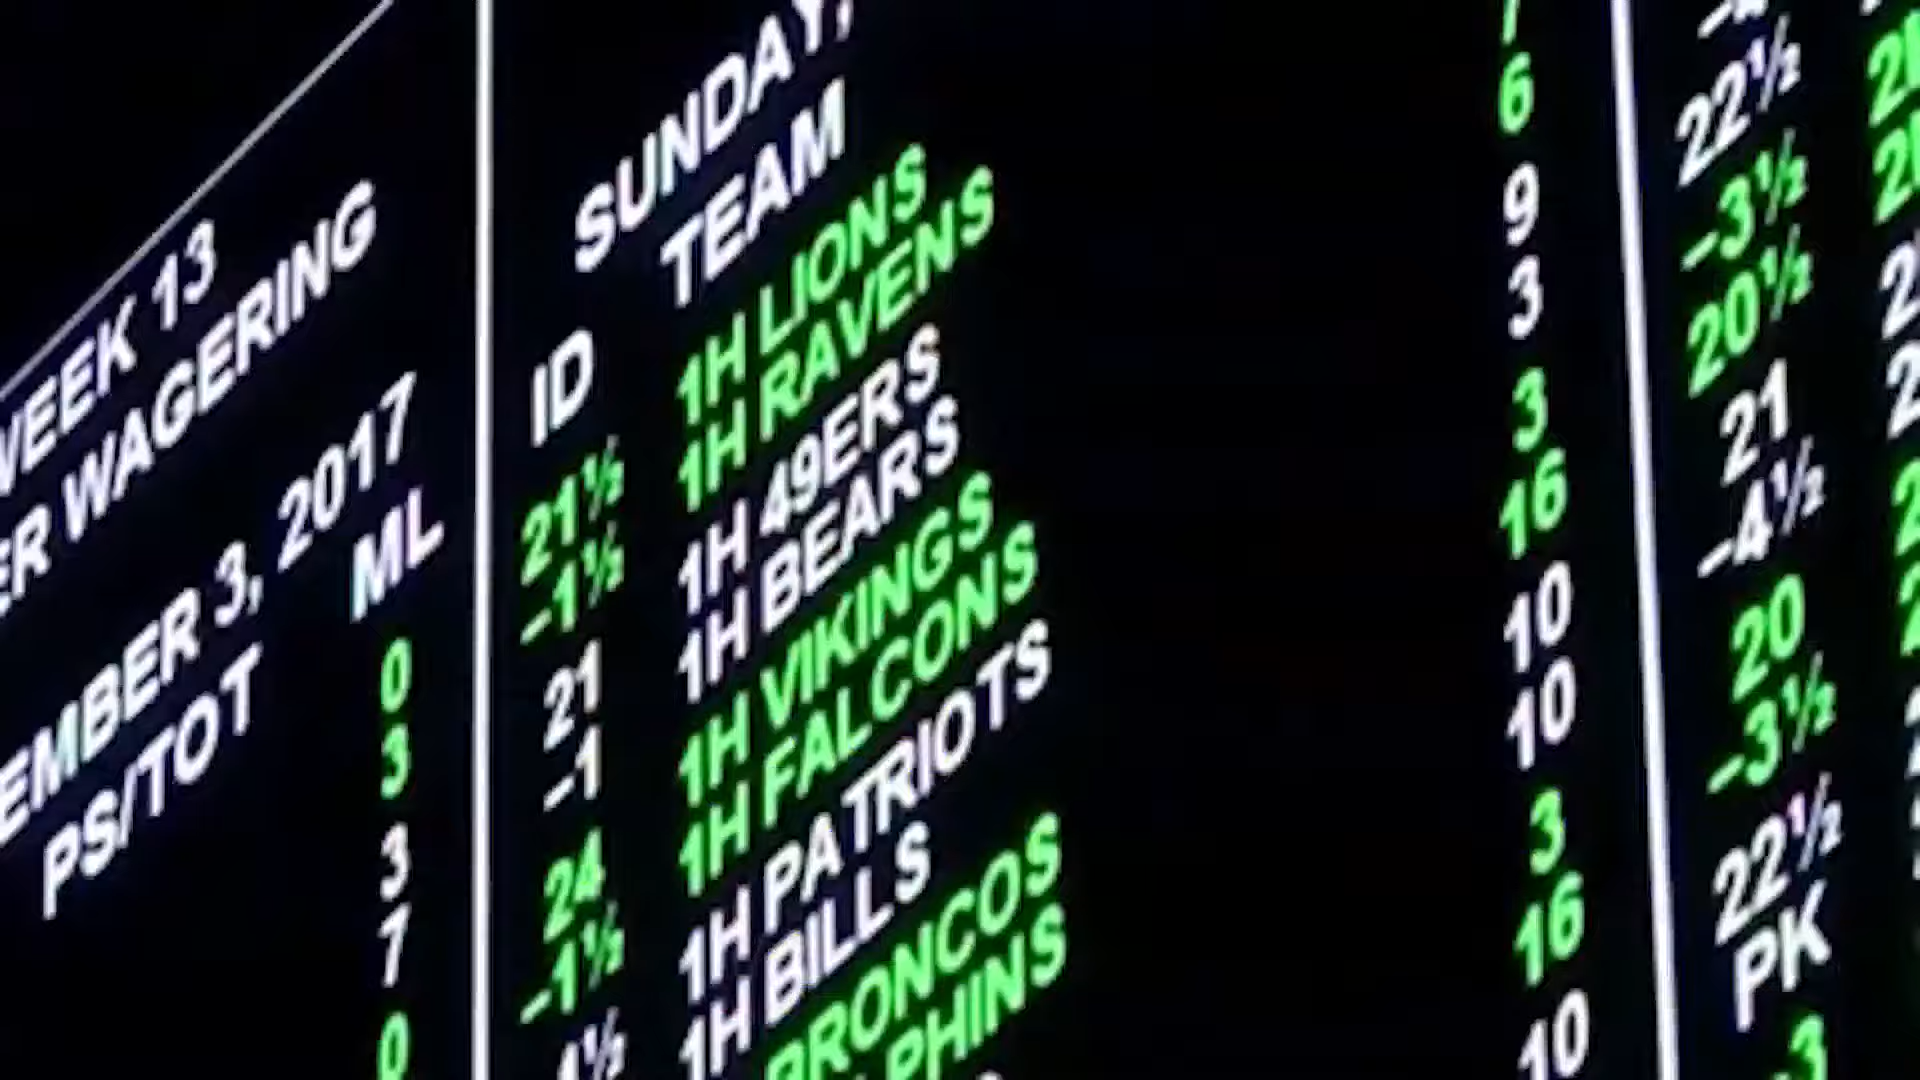 WEEK 13
ER WAGERING
EMBER 3, 2017
PS/TOT
ML
0
3
3
7
0
SUNDAY,
ID
TEAM
21½
1H LIONS
-1½
1H RAVENS
21
1H 49ERS
-1
1H BEARS
24
1H VIKINGS
-1½
1H FALCONS
1H PATRIOTS
1H BILLS
BRONCOS
PHINS
6
9
3
3
16
10
10
3
16
10
22½
-3½
20½
21
-4½
20
-3½
22½
PK
3